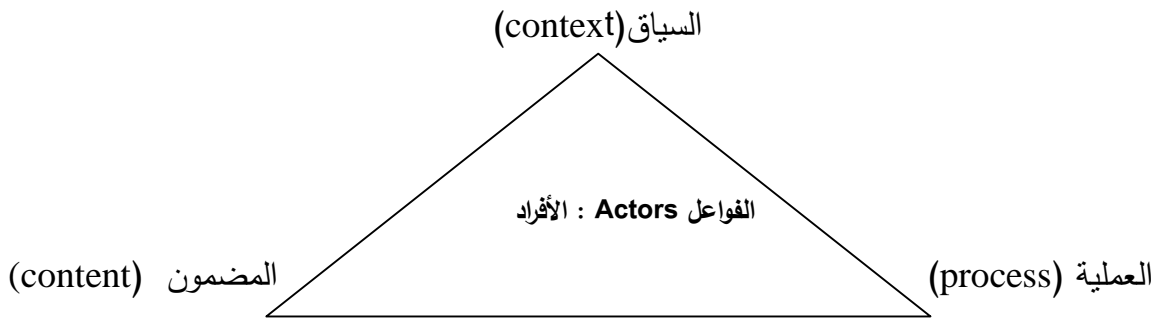 السياق(context)
الفواعل Actors : الأفراد
العملية (process)
المضمون (content)